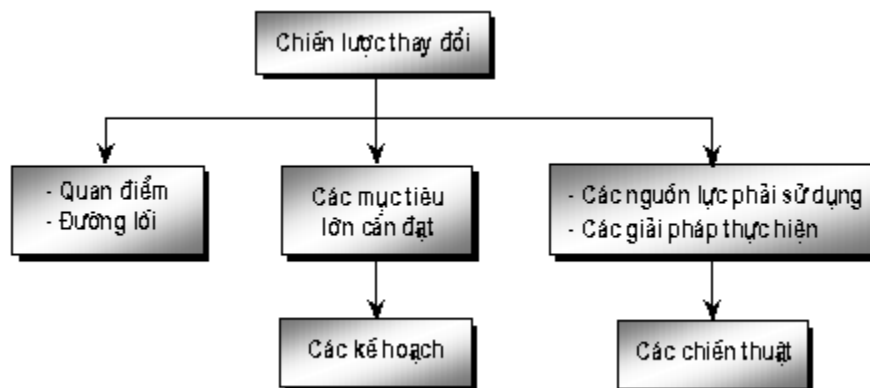 Chiến lược thay đổi
- Quan điểm
- Đường lối
Các mục tiêu
lớn cần đạt
- Các nguồn lực phải sử dụng
- Các giải pháp thực hiện
Các kế hoạch
Các chiến thuật